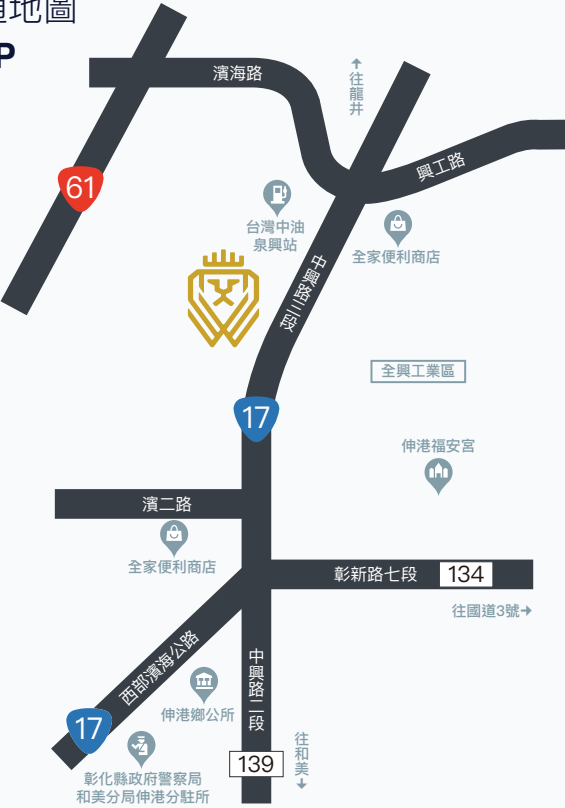 地圖
P
濱海路
↑往龍井
61
興工路
台灣中油
泉興站
全家便利商店
中興路三段
全興工業區
17
伸港福安宮
濱二路
全家便利商店
彰新路七段
134
往國道3號→
西部濱海公路
中興路二段
伸港鄉公所
17
往和美↓
139
彰化縣政府警察局
和美分局伸港分駐所